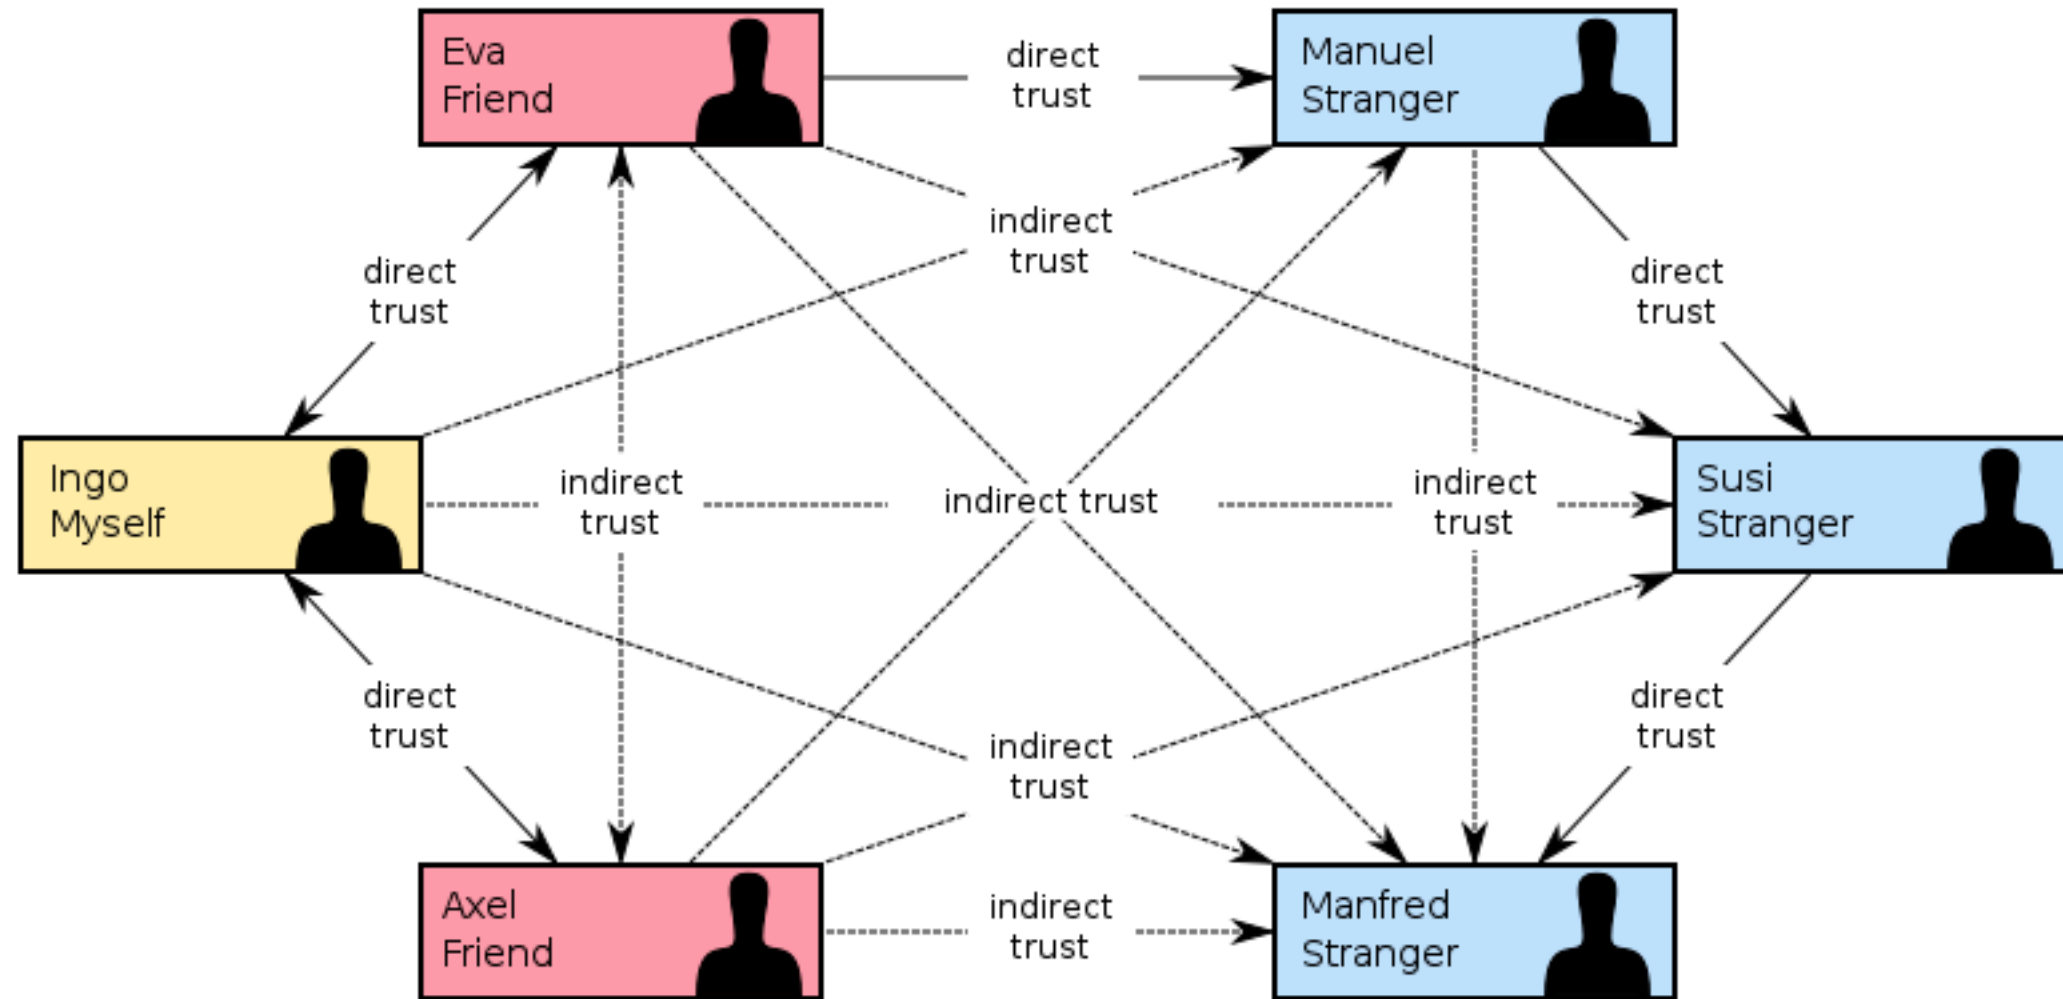 Eva
Friend
direct
trust
Manuel
Stranger
indirect
trust
direct
trust
direct
trust
Ingo
Myself
indirect
trust
indirect trust
indirect
trust
Susi
Stranger
direct
trust
indirect
trust
direct
trust
Axel
Friend
indirect
trust
Manfred
Stranger